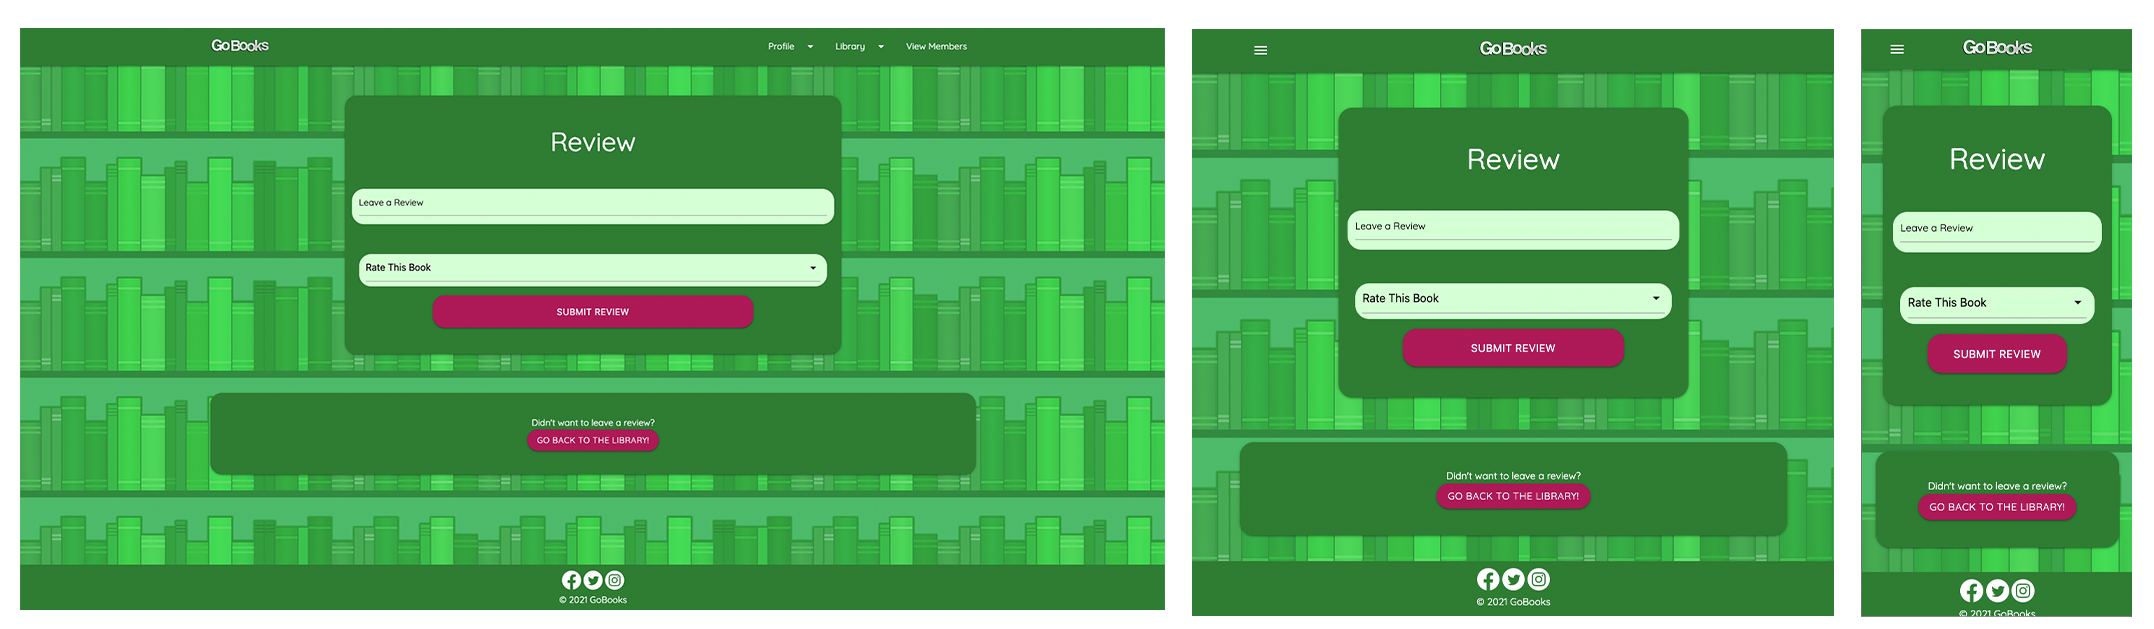 GoBooks
Profile Library View Members
Review
Leave a Review
Rate This Book
SUBMIT REVIEW
Didn't want to leave a review?
GO BACK TO THE LIBRARY!
© 2021 GoBooks
GoBooks
Review
Leave a Review
Rate This Book
SUBMIT REVIEW
Didn't want to leave a review?
GO BACK TO THE LIBRARY!
© 2021 GoBooks
GoBooks
Review
Leave a Review
Rate This Book
SUBMIT REVIEW
Didn't want to leave a review?
GO BACK TO THE LIBRARY!
© 2021 GoBooks